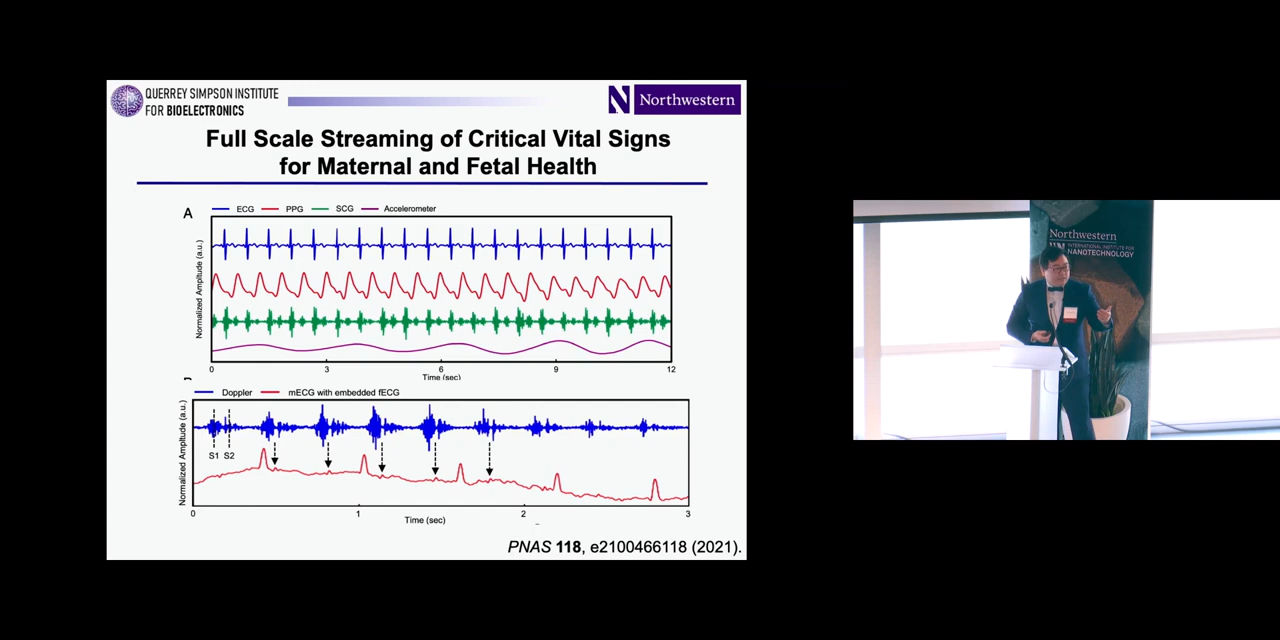 QUERREY SIMPSON INSTITUTE
FOR BIOELECTRONICS
N Northwestern
Full Scale Streaming of Critical Vital Signs
for Maternal and Fetal Health
A
ECG PPG SCG Accelerometer
Normalized Amplitude (a.u.)
0 3 6 9 12
Time (sec)
Doppler mECG with embedded fECG
Normalized Amplitude (a.u.)
S1 S2
0 1 2 3
Time (sec)
PNAS 118, e2100466118 (2021).
Northwestern
INTERNATIONAL INSTITUTE FOR
NANOTECHNOLOGY